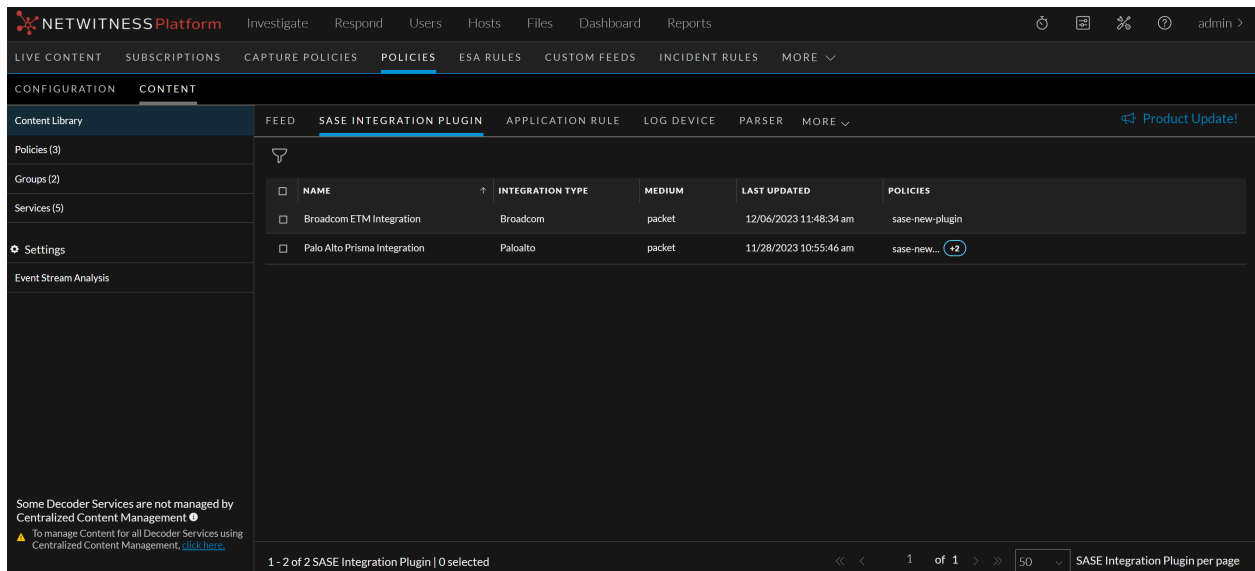 NETWITNESS Platform Investigate Respond Users Hosts Files Dashboard Reports admin >
LIVE CONTENT SUBSCRIPTIONS CAPTURE POLICIES POLICIES ESA RULES CUSTOM FEEDS INCIDENT RULES MORE
CONFIGURATION CONTENT
Content Library
Policies (3)
Groups (2)
Services (5)
Settings
Event Stream Analysis
Some Decoder Services are not managed by
Centralized Content Management
To manage Content for all Decoder Services using
Centralized Content Management, click here.
FEED SASE INTEGRATION PLUGIN APPLICATION RULE LOG DEVICE PARSER MORE Product Update!
NAME INTEGRATION TYPE MEDIUM LAST UPDATED POLICIES
Broadcom ETM Integration Broadcom packet 12/06/2023 11:48:34 am sase-new-plugin
Palo Alto Prisma Integration Paloalto packet 11/28/2023 10:55:46 am sase-new... +2
1 - 2 of 2 SASE Integration Plugin | 0 selected << < 1 of 1 > >> 50 SASE Integration Plugin per page